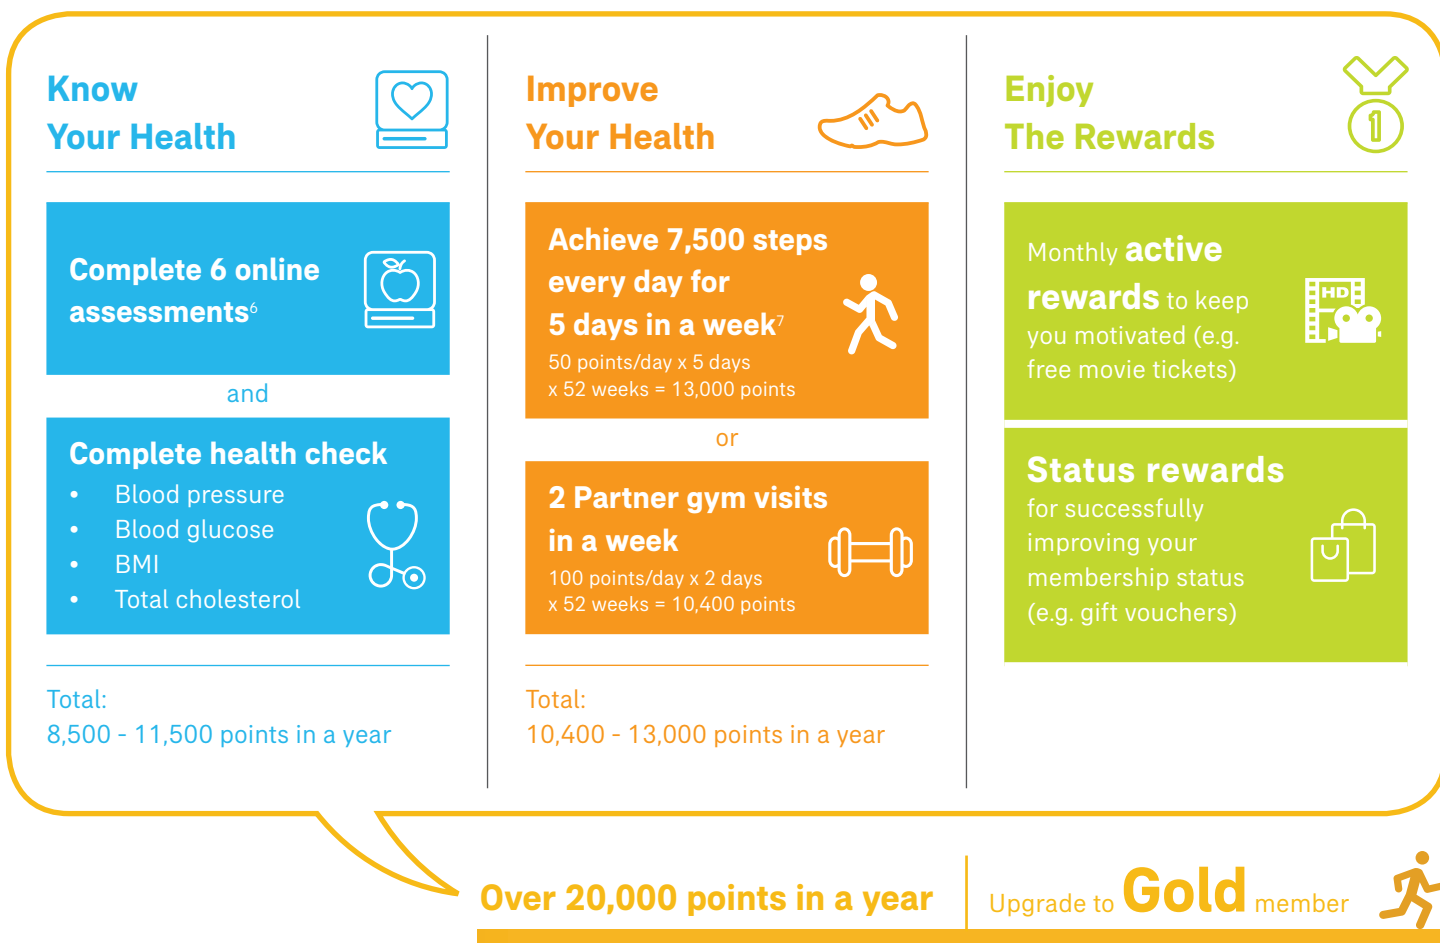 Know
Your Health
Complete 6 online
assessments6
and
Complete health check
• Blood pressure
• Blood glucose
• BMI
• Total cholesterol
Total:
8,500 - 11,500 points in a year
Improve
Your Health
Achieve 7,500 steps
every day for
5 days in a week7
50 points/day x 5 days
x 52 weeks = 13,000 points
or
2 Partner gym visits
in a week
100 points/day x 2 days
x 52 weeks = 10,400 points
Total:
10,400 - 13,000 points in a year
Enjoy
The Rewards
1
Monthly active
rewards to keep
you motivated (e.g.
free movie tickets)
HD
Status rewards
for successfully
improving your
membership status
(e.g. gift vouchers)
Over 20,000 points in a year
Upgrade to Gold member